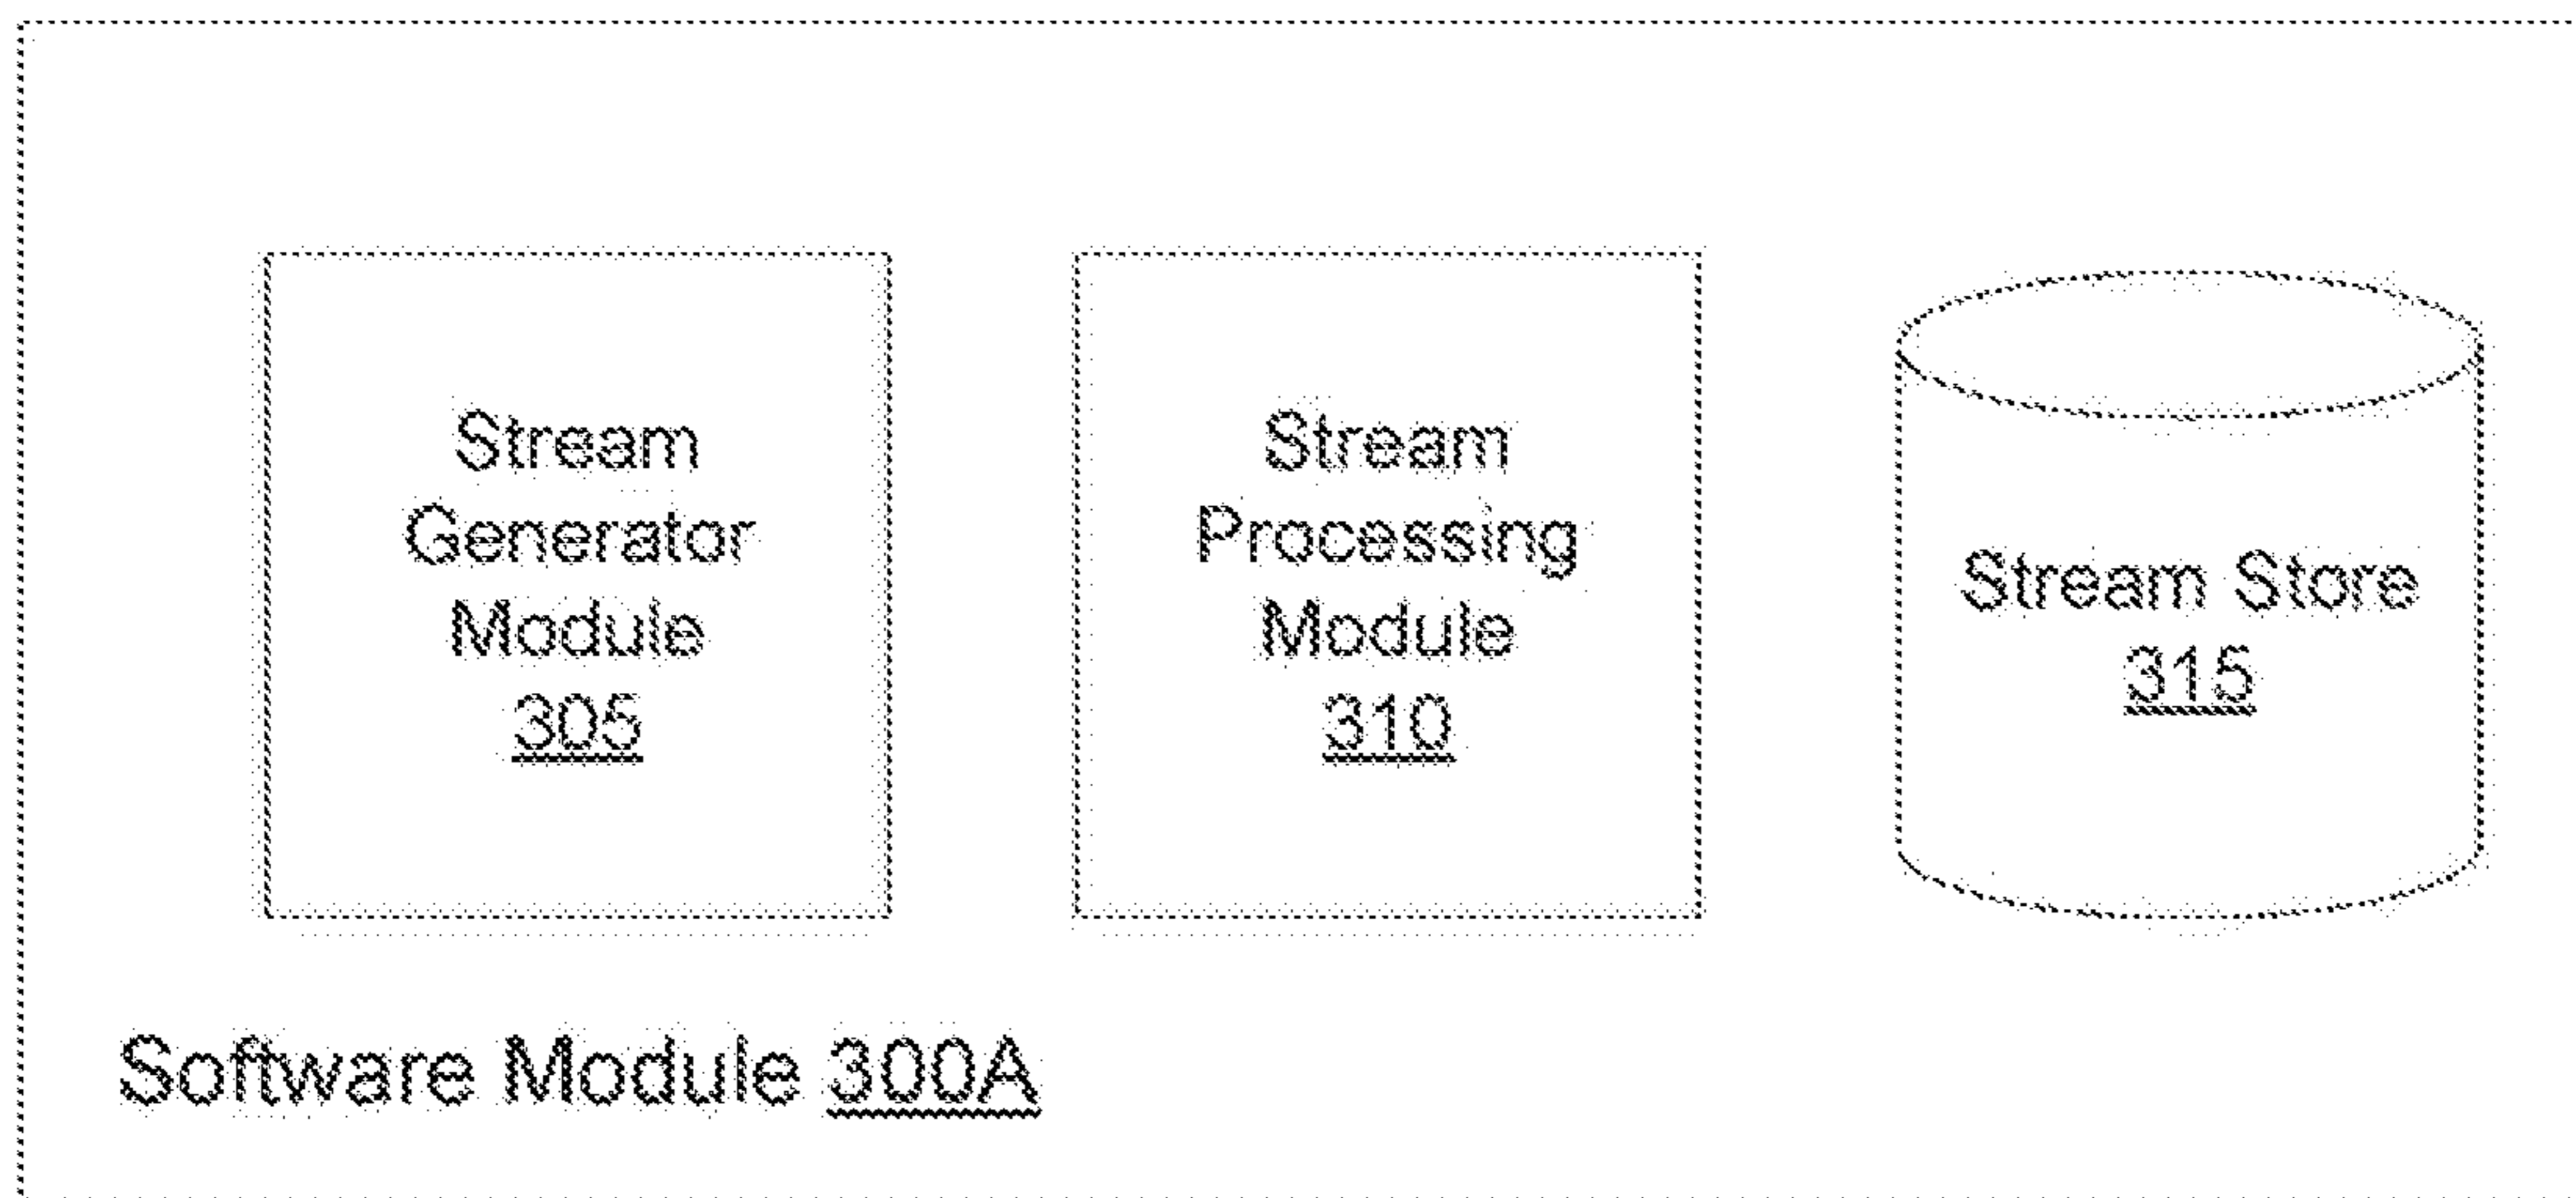 Stream
Generator
Module
305
Stream
Processing
Module
310
Stream Store
315
Software Module 300A